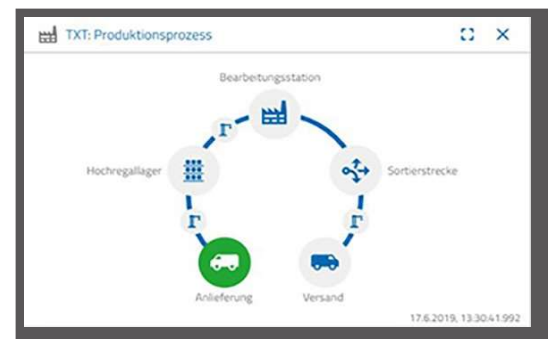 TXT: Produktionsprozess
Bearbeitungsstation
Hochregallager
Sortierstrecke
Anlieferung
Versand
17.6.2019, 13:30:41.992